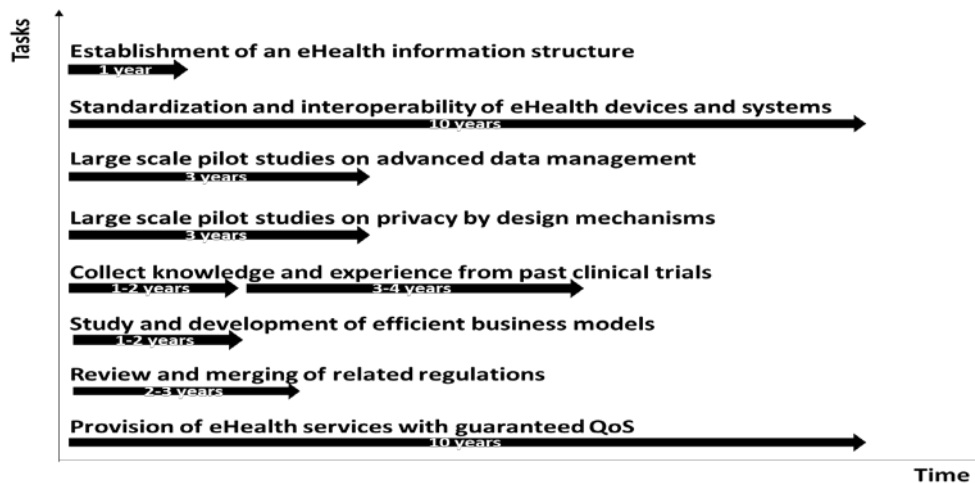 Tasks
Establishment of an eHealth information structure
1 year
Standardization and interoperability of eHealth devices and systems
10 years
Large scale pilot studies on advanced data management
3 years
Large scale pilot studies on privacy by design mechanisms
3 years
Collect knowledge and experience from past clinical trials
1-2 years 3-4 years
Study and development of efficient business models
1-2 years
Review and merging of related regulations
2-3 years
Provision of eHealth services with guaranteed QoS
10 years
Time